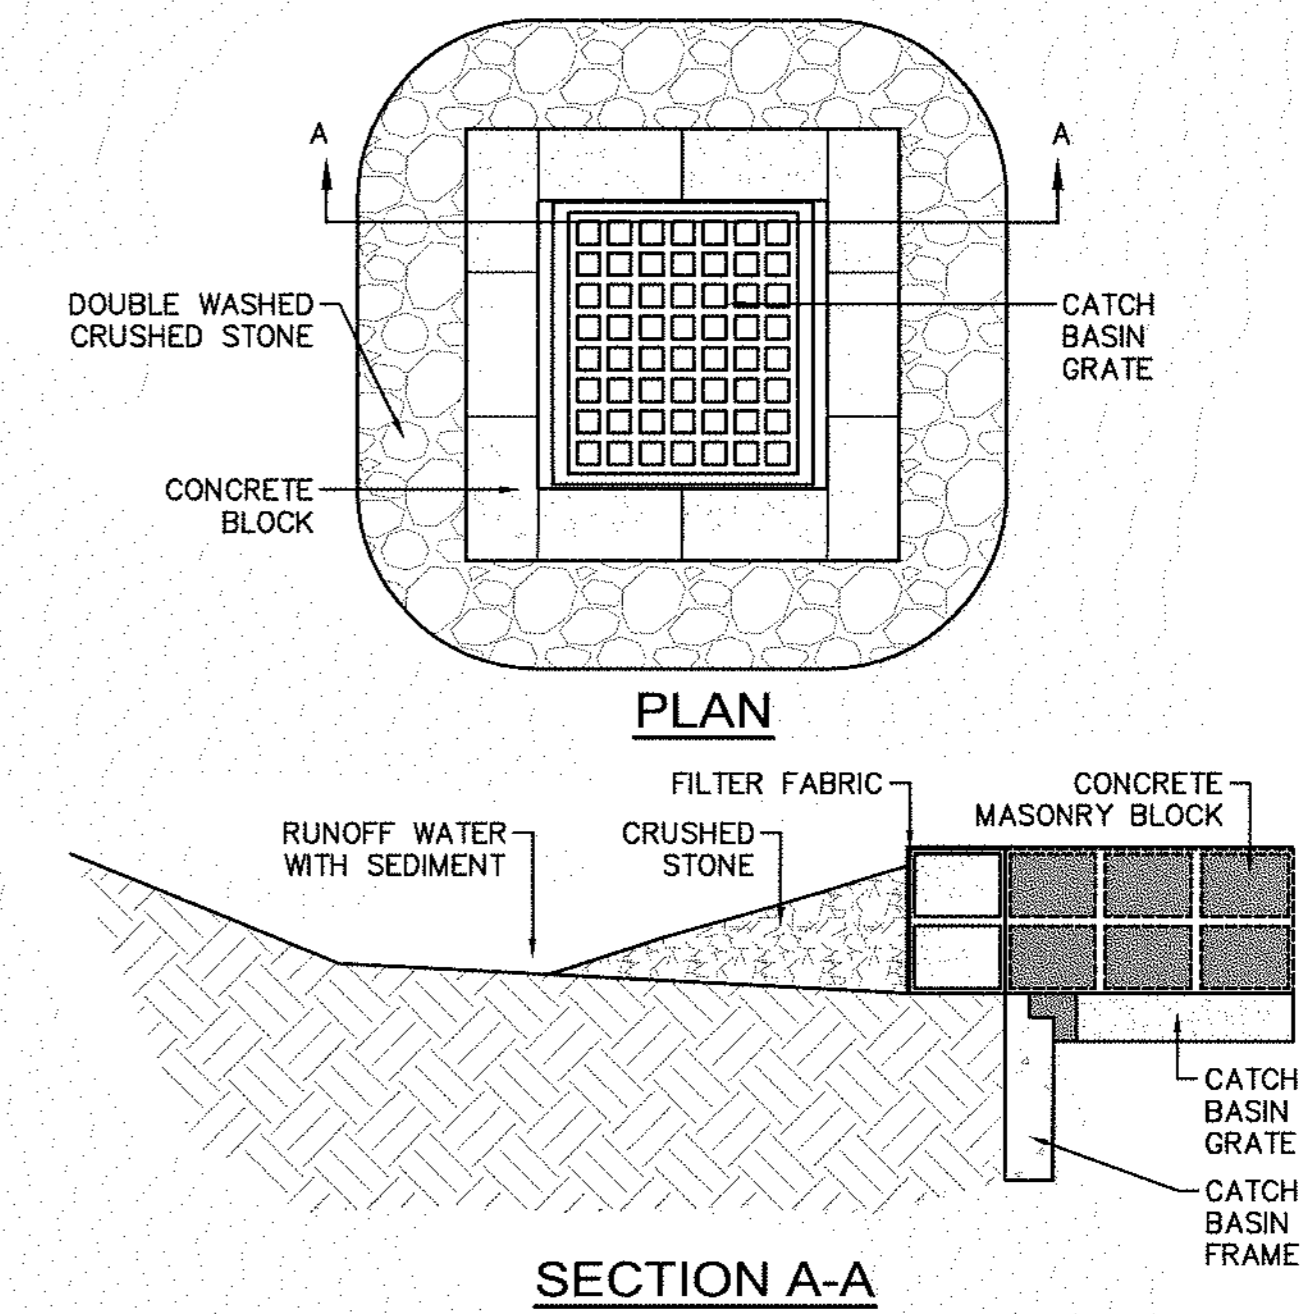 A
A
DOUBLE WASHED
CRUSHED STONE
CATCH
BASIN
GRATE
CONCRETE
BLOCK
PLAN
FILTER FABRIC
CONCRETE
MASONRY BLOCK
RUNOFF WATER
WITH SEDIMENT
CRUSHED
STONE
CATCH
BASIN
GRATE
CATCH
BASIN
FRAME
SECTION A-A